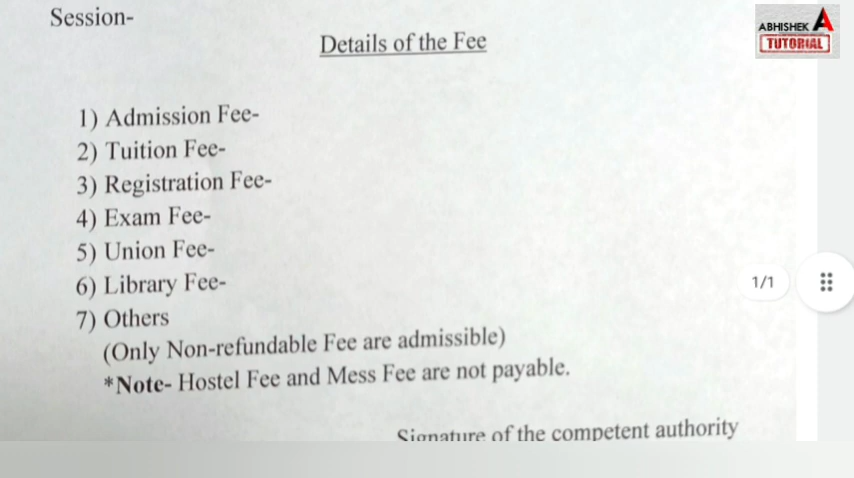 Session-
ABHISHEK A
TUTORIAL
Details of the Fee
1) Admission Fee-
2) Tuition Fee-
3) Registration Fee-
4) Exam Fee-
5) Union Fee-
6) Library Fee-
1/1
7) Others
(Only Non-refundable Fee are admissible)
*Note- Hostel Fee and Mess Fee are not payable.
Signature of the competent authority